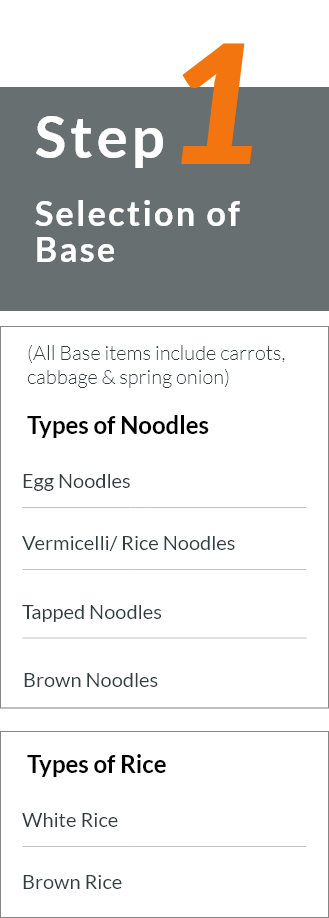 Step 1
Selection of
Base
(All Base items include carrots,
cabbage & spring onion)
Types of Noodles
Egg Noodles
Vermicelli/ Rice Noodles
Tapped Noodles
Brown Noodles
Types of Rice
White Rice
Brown Rice